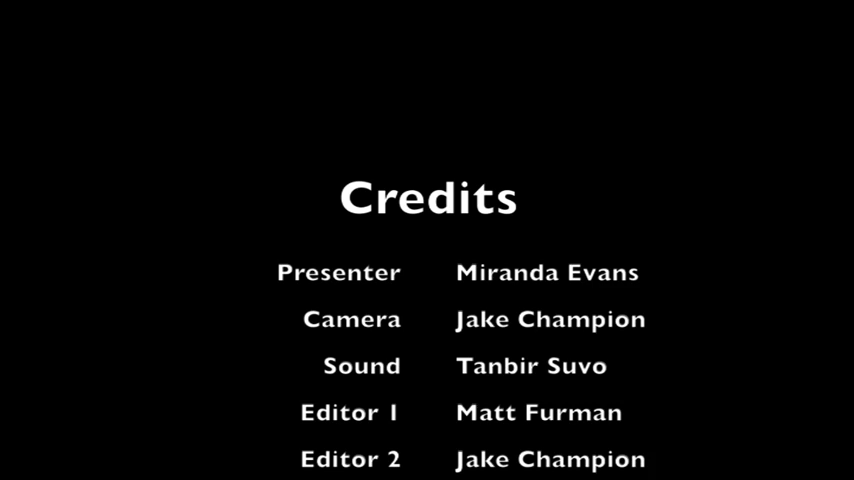 Credits
Presenter Miranda Evans
Camera Jake Champion
Sound Tanbir Suvo
Editor 1 Matt Furman
Editor 2 Jake Champion